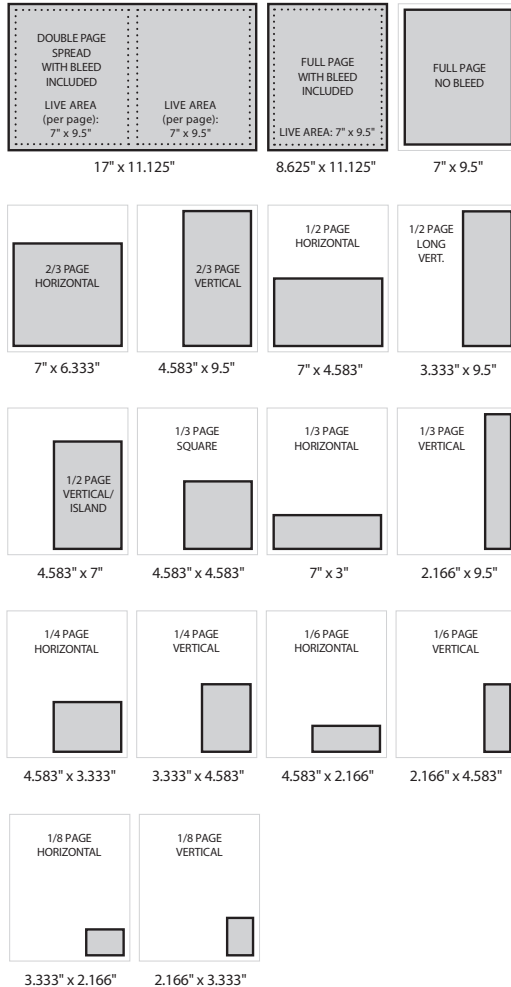 DOUBLE PAGE
SPREAD
WITH BLEED
INCLUDED
LIVE AREA
(per page):
7" x 9.5"
LIVE AREA
(per page):
7" x 9.5"
17" x 11.125"
FULL PAGE
WITH BLEED
INCLUDED
LIVE AREA: 7" x 9.5"
8.625" x 11.125"
FULL PAGE
NO BLEED
7" x 9.5"
2/3 PAGE
HORIZONTAL
7" x 6.333"
2/3 PAGE
VERTICAL
4.583" x 9.5"
1/2 PAGE
HORIZONTAL
7" x 4.583"
1/2 PAGE
LONG
VERT.
3.333" x 9.5"
1/2 PAGE
VERTICAL/
ISLAND
4.583" x 7"
1/3 PAGE
SQUARE
4.583" x 4.583"
1/3 PAGE
HORIZONTAL
7" x 3"
1/3 PAGE
VERTICAL
2.166" x 9.5"
1/4 PAGE
HORIZONTAL
4.583" x 3.333"
1/4 PAGE
VERTICAL
3.333" x 4.583"
1/6 PAGE
HORIZONTAL
4.583" x 2.166"
1/6 PAGE
VERTICAL
2.166" x 4.583"
1/8 PAGE
HORIZONTAL
3.333" x 2.166"
1/8 PAGE
VERTICAL
2.166" x 3.333"